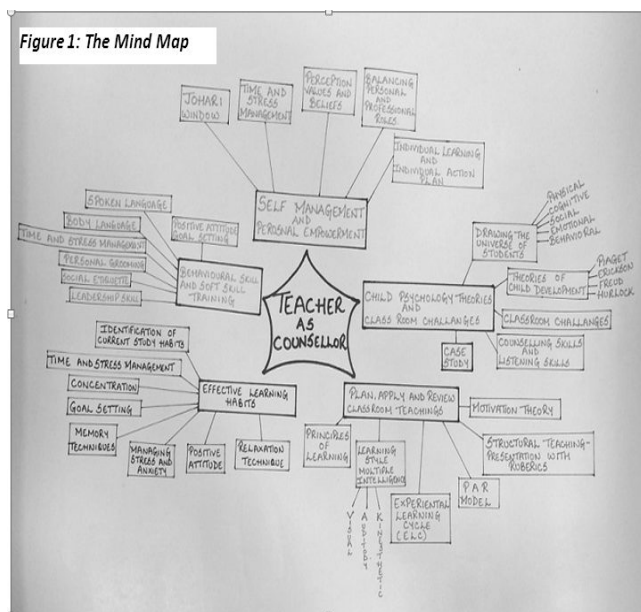 Figure 1: The Mind Map
JOHARI
WINDOW
TIME AND
STRESS
MANAGEMENT
PERCEPTION
VALUES AND
BELIEFS
BALANCING
PERSONAL
AND
PROFESSIONAL
ROLES
INDIVIDUAL LEARNING
AND
INDIVIDUAL ACTION
PLAN
SELF MANAGEMENT
AND
PERSONAL EMPOWERMENT
SPOKEN LANGUAGE
BODY LANGUAGE
TIME AND STRESS MANAGEMENT
PERSONAL GROOMING
SOCIAL ETIQUETTE
LEADERSHIP SKILL
POSITIVE ATTITUDE
GOAL SETTING
BEHAVIOURAL SKILL
AND SOFT SKILL
TRAINING
TEACHER
AS
COUNSELLOR
DRAWING THE
UNIVERSE OF
STUDENTS
PHYSICAL
COGNITIVE
SOCIAL
EMOTIONAL
BEHAVIORAL
CHILD PSYCHOLOGY THEORIES
AND
CLASS ROOM CHALLANGES
THEORIES OF
CHILD DEVELOPMENT
PIAGET
ERICKSON
FREUD
HURLOCK
CLASSROOM CHALLANGES
COUNSELLING SKILLS
AND
LISTENING SKILLS
CASE
STUDY
IDENTIFICATION OF
CURRENT STUDY HABITS
TIME AND STRESS MANAGEMENT
CONCENTRATION
GOAL SETTING
MEMORY
TECHNIQUES
MANAGING
STRESS AND
ANXIETY
POSITIVE
ATTITUDE
RELAXATION
TECHNIQUE
EFFECTIVE LEARNING
HABITS
PLAN, APPLY AND REVIEW
CLASSROOM TEACHINGS
MOTIVATION THEORY
STRUCTURAL TEACHING-
PRESENTATION WITH
RUBERICS
PAR
MODEL
EXPERIENTAL
LEARNING
CYCLE
(ELC)
LEARNING
STYLE
MULTIPLE
INTELLIGENCE
VISUAL
AUDITORY
KINESTHETIC
PRINCIPLES
OF
LEARNING